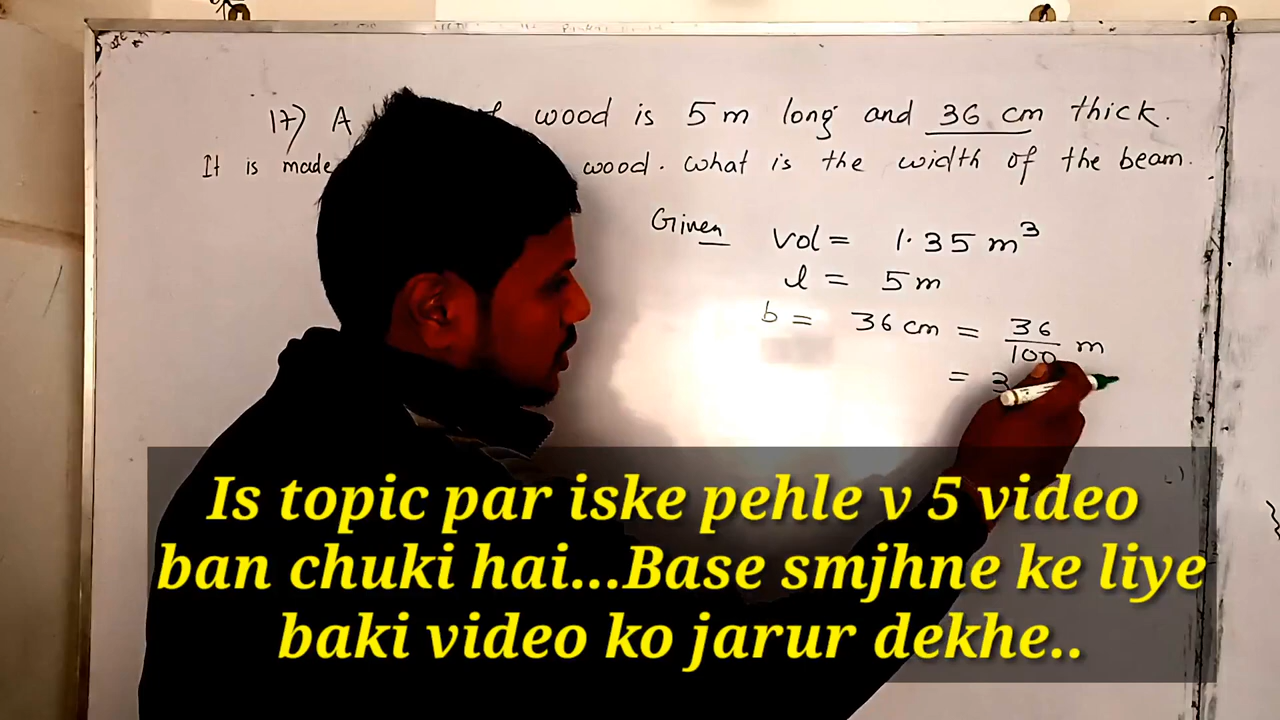 17) A wood is 5 m long and 36 cm thick.
It is made wood. what is the width of the beam.
Given vol = 1.35 m³
l = 5 m
b = 36 cm = 36/100 m
= 3
Is topic par iske pehle v 5 video
ban chuki hai...Base smjhne ke liye
baki video ko jarur dekhe..